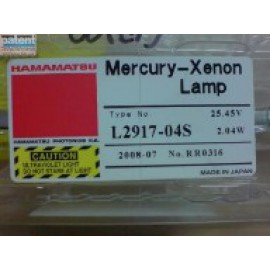 patent
HAMAMATSU
Mercury-Xenon
Lamp
Type No
25.45V
L2917-04S
2.04W
HAMAMATSU PHOTONICS K.K.
2008-07 No. RR0316
CAUTION
ULTRAVIOLET LIGHT
DO NOT STARE AT LIGHT
MADE IN JAPAN